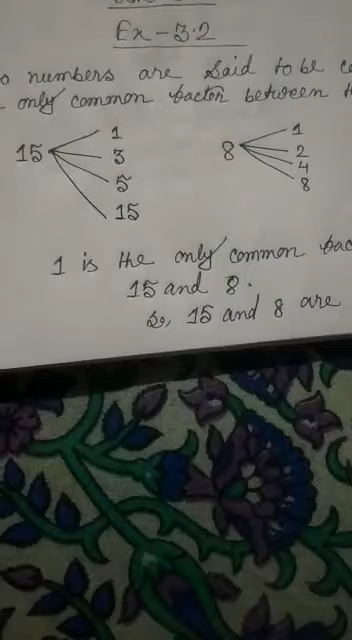 Ex - 3.2
numbers are said to be
only common factor between
15 1 3 5 15
8 1 2 4 8
1 is the only common
15 and 8.
So, 15 and 8 are